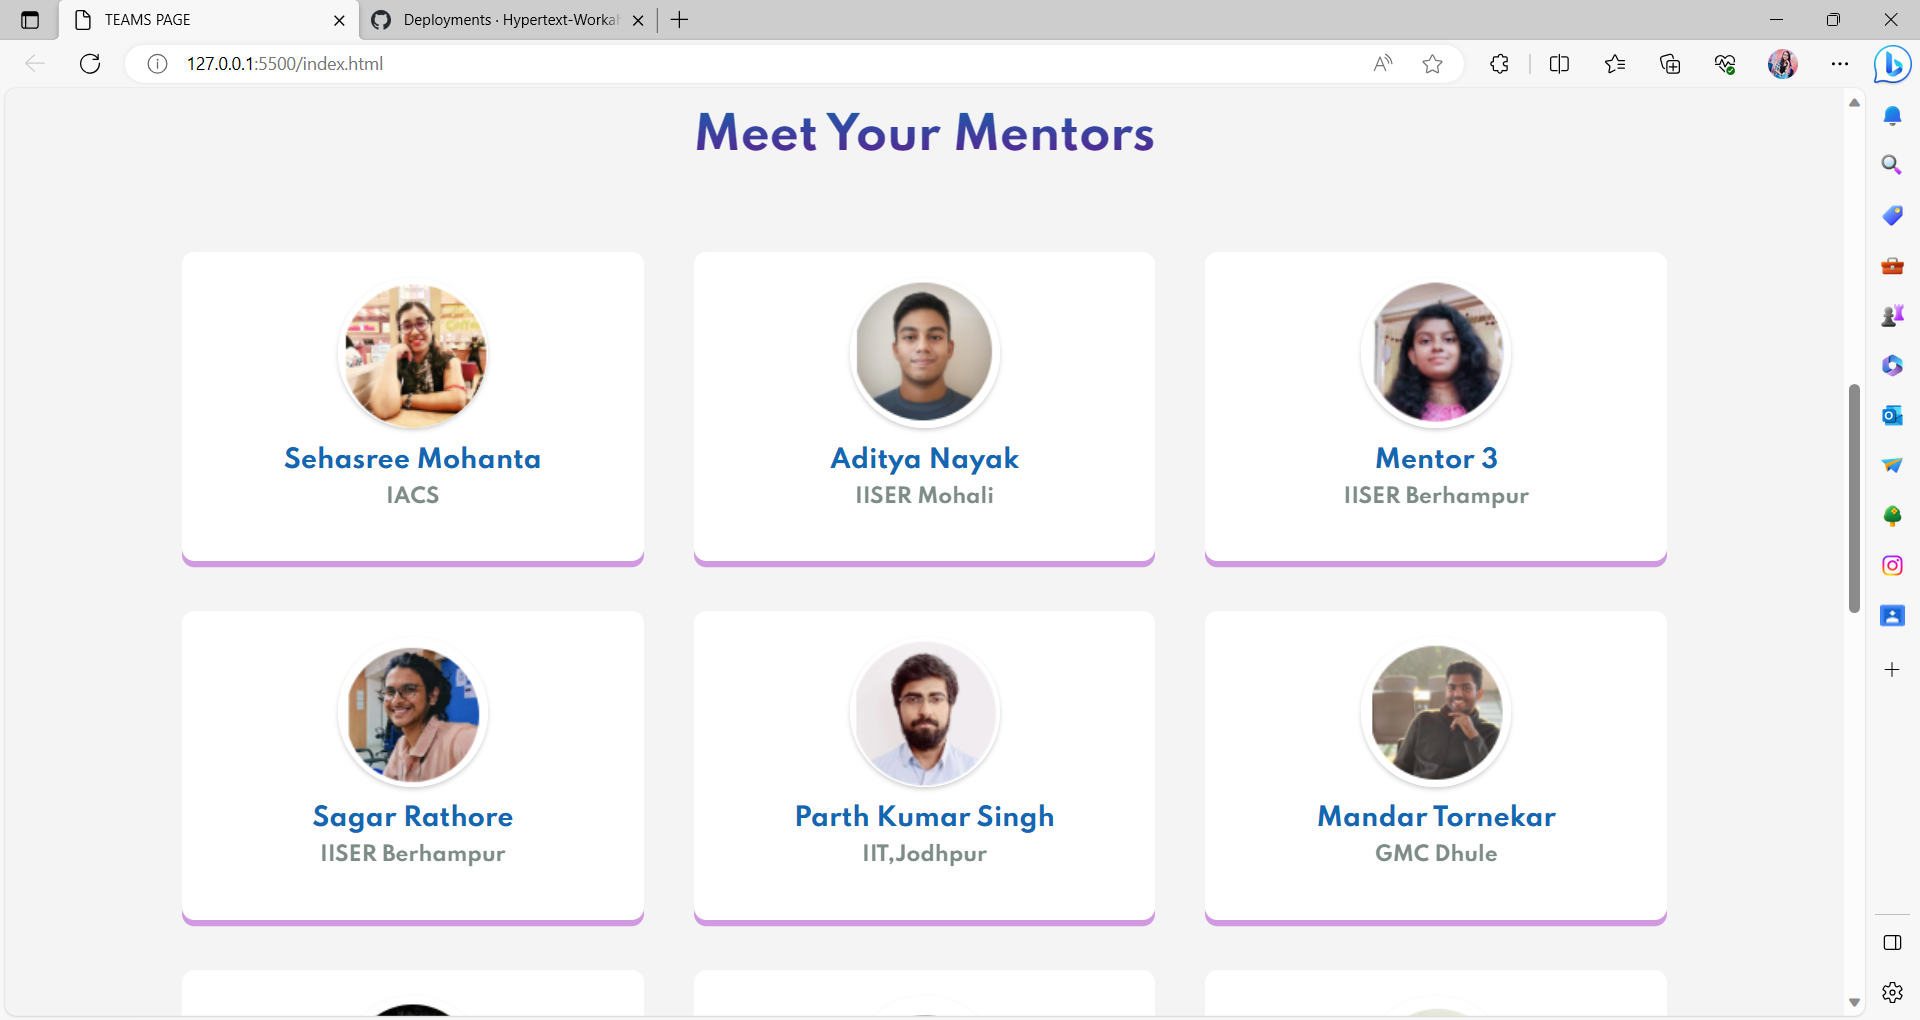 TEAMS PAGE
Deployments · Hypertext-Worka
127.0.0.1:5500/index.html
Meet Your Mentors
Sehasree Mohanta
IACS
Aditya Nayak
IISER Mohali
Mentor 3
IISER Berhampur
Sagar Rathore
IISER Berhampur
Parth Kumar Singh
IIT,Jodhpur
Mandar Tornekar
GMC Dhule